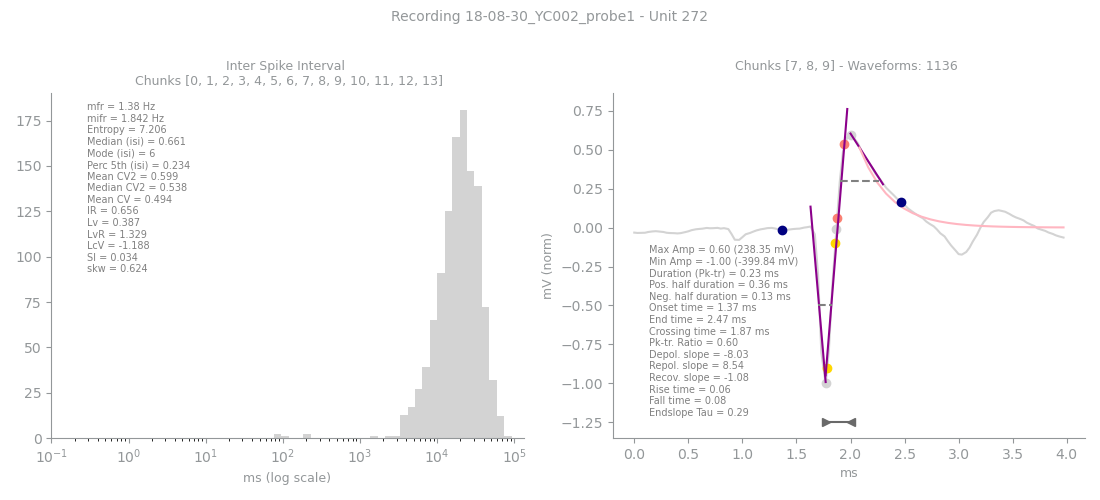 Recording 18-08-30_YC002_probe1 - Unit 272
Inter Spike Interval
Chunks [0, 1, 2, 3, 4, 5, 6, 7, 8, 9, 10, 11, 12, 13]
175
150
125
100
75
50
25
0
mfr = 1.38 Hz
mifr = 1.842 Hz
Entropy = 7.206
Median (isi) = 0.661
Mode (isi) = 6
Perc 5th (isi) = 0.234
Mean CV2 = 0.599
Median CV2 = 0.538
Mean CV = 0.494
IR = 0.656
Lv = 0.387
LvR = 1.329
LcV = -1.188
SI = 0.034
skw = 0.624
10⁻¹ 10⁰ 10¹ 10² 10³ 10⁴ 10⁵
ms (log scale)
Chunks [7, 8, 9] - Waveforms: 1136
mV (norm)
0.75
0.50
0.25
0.00
−0.25
−0.50
−0.75
−1.00
−1.25
Max Amp = 0.60 (238.35 mV)
Min Amp = -1.00 (-399.84 mV)
Duration (Pk-tr) = 0.23 ms
Pos. half duration = 0.36 ms
Neg. half duration = 0.13 ms
Onset time = 1.37 ms
End time = 2.47 ms
Crossing time = 1.87 ms
Pk-tr. Ratio = 0.60
Depol. slope = -8.03
Repol. slope = 8.54
Recov. slope = -1.08
Rise time = 0.06
Fall time = 0.08
Endslope Tau = 0.29
0.0 0.5 1.0 1.5 2.0 2.5 3.0 3.5 4.0
ms